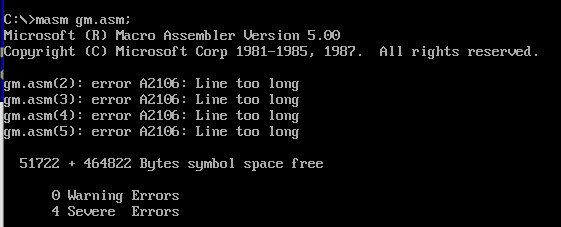 C:\>masm gm.asm;
Microsoft (R) Macro Assembler Version 5.00
Copyright (C) Microsoft Corp 1981-1985, 1987.  All rights reserved.
gm.asm(2): error A2106: Line too long
gm.asm(3): error A2106: Line too long
gm.asm(4): error A2106: Line too long
gm.asm(5): error A2106: Line too long
51722 + 464822 Bytes symbol space free
0 Warning Errors
4 Severe  Errors